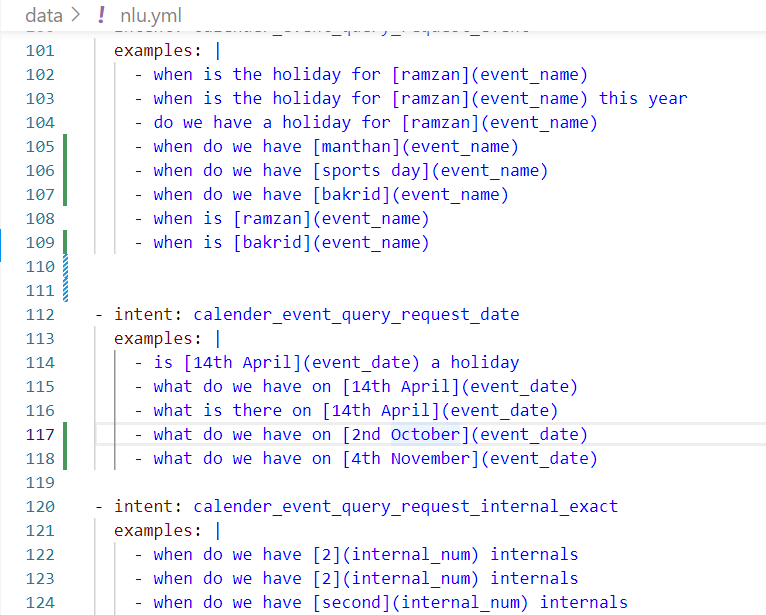 data > ! nlu.yml
101 examples: |
102 - when is the holiday for [ramzan](event_name)
103 - when is the holiday for [ramzan](event_name) this year
104 - do we have a holiday for [ramzan](event_name)
105 - when do we have [manthan](event_name)
106 - when do we have [sports day](event_name)
107 - when do we have [bakrid](event_name)
108 - when is [ramzan](event_name)
109 - when is [bakrid](event_name)
110
111
112 - intent: calender_event_query_request_date
113 examples: |
114 - is [14th April](event_date) a holiday
115 - what do we have on [14th April](event_date)
116 - what is there on [14th April](event_date)
117 - what do we have on [2nd October](event_date)
118 - what do we have on [4th November](event_date)
119
120 - intent: calender_event_query_request_internal_exact
121 examples: |
122 - when do we have [2](internal_num) internals
123 - when do we have [2](internal_num) internals
124 - when do we have [second](internal_num) internals